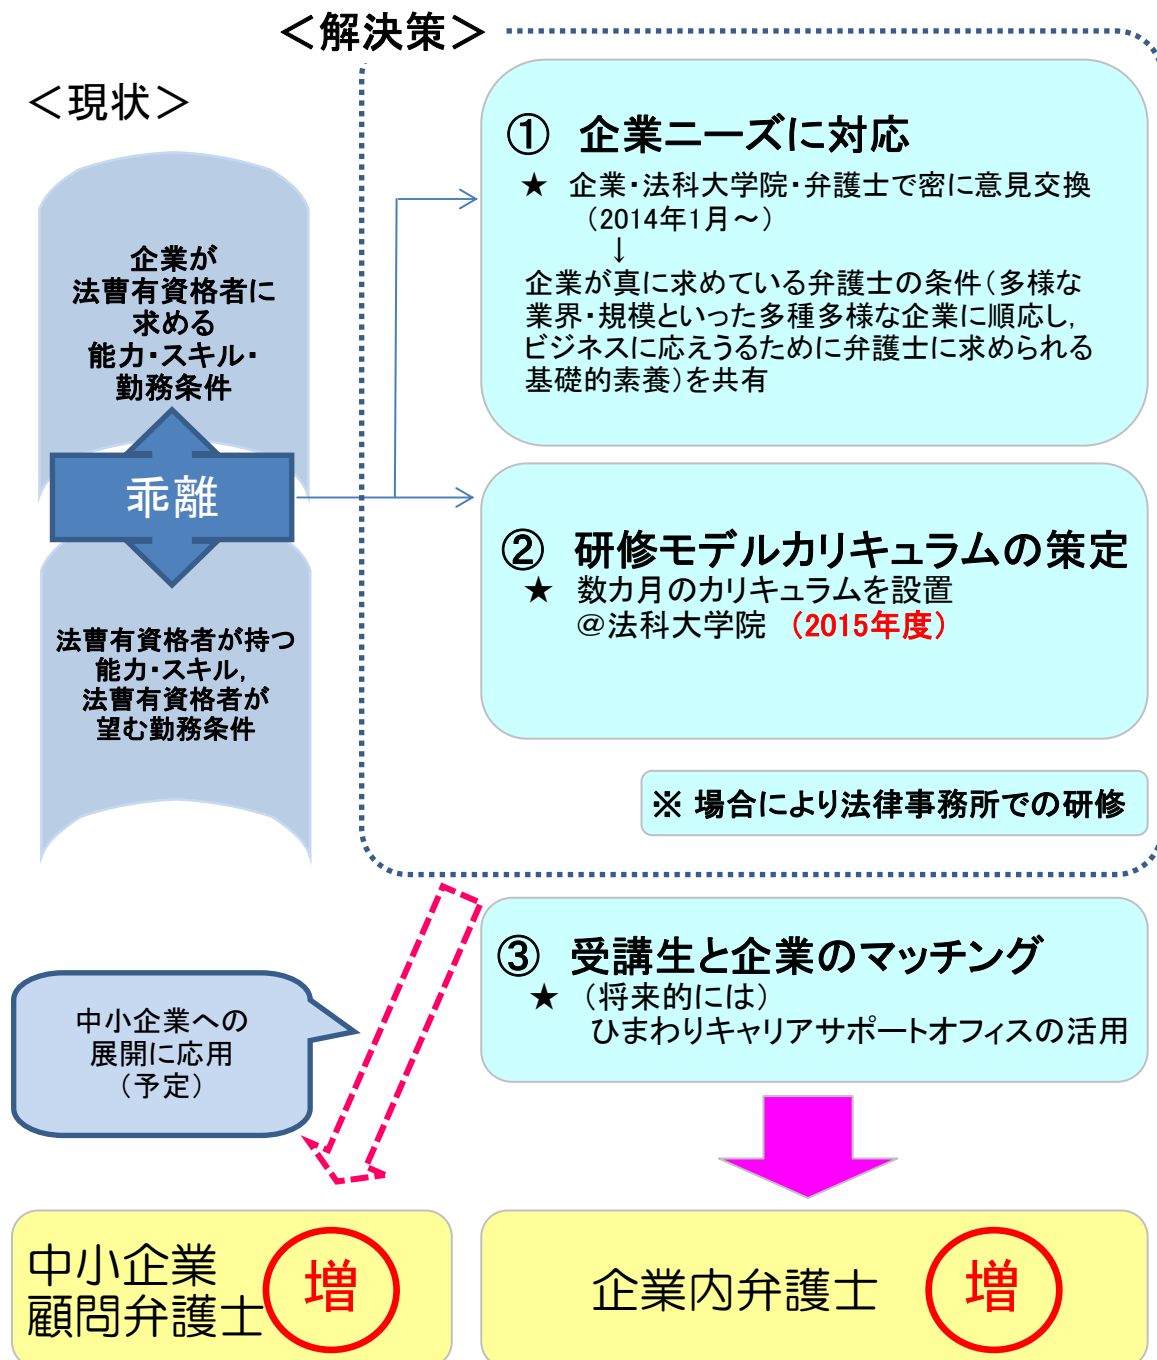 ＜解決策＞
＜現状＞
企業が
法曹有資格者に
求める
能力・スキル・
勤務条件
乖離
法曹有資格者が持つ
能力・スキル，
法曹有資格者が
望む勤務条件
① 企業ニーズに対応
★ 企業・法科大学院・弁護士で密に意見交換
（2014年1月～）
↓
企業が真に求めている弁護士の条件（多様な
業界・規模といった多種多様な企業に順応し，
ビジネスに応えうるために弁護士に求められる
基礎的素養）を共有
② 研修モデルカリキュラムの策定
★ 数カ月のカリキュラムを設置
＠法科大学院 （2015年度）
※ 場合により法律事務所での研修
③ 受講生と企業のマッチング
★ （将来的には）
ひまわりキャリアサポートオフィスの活用
中小企業への
展開に応用
（予定）
中小企業
顧問弁護士 増
企業内弁護士 増